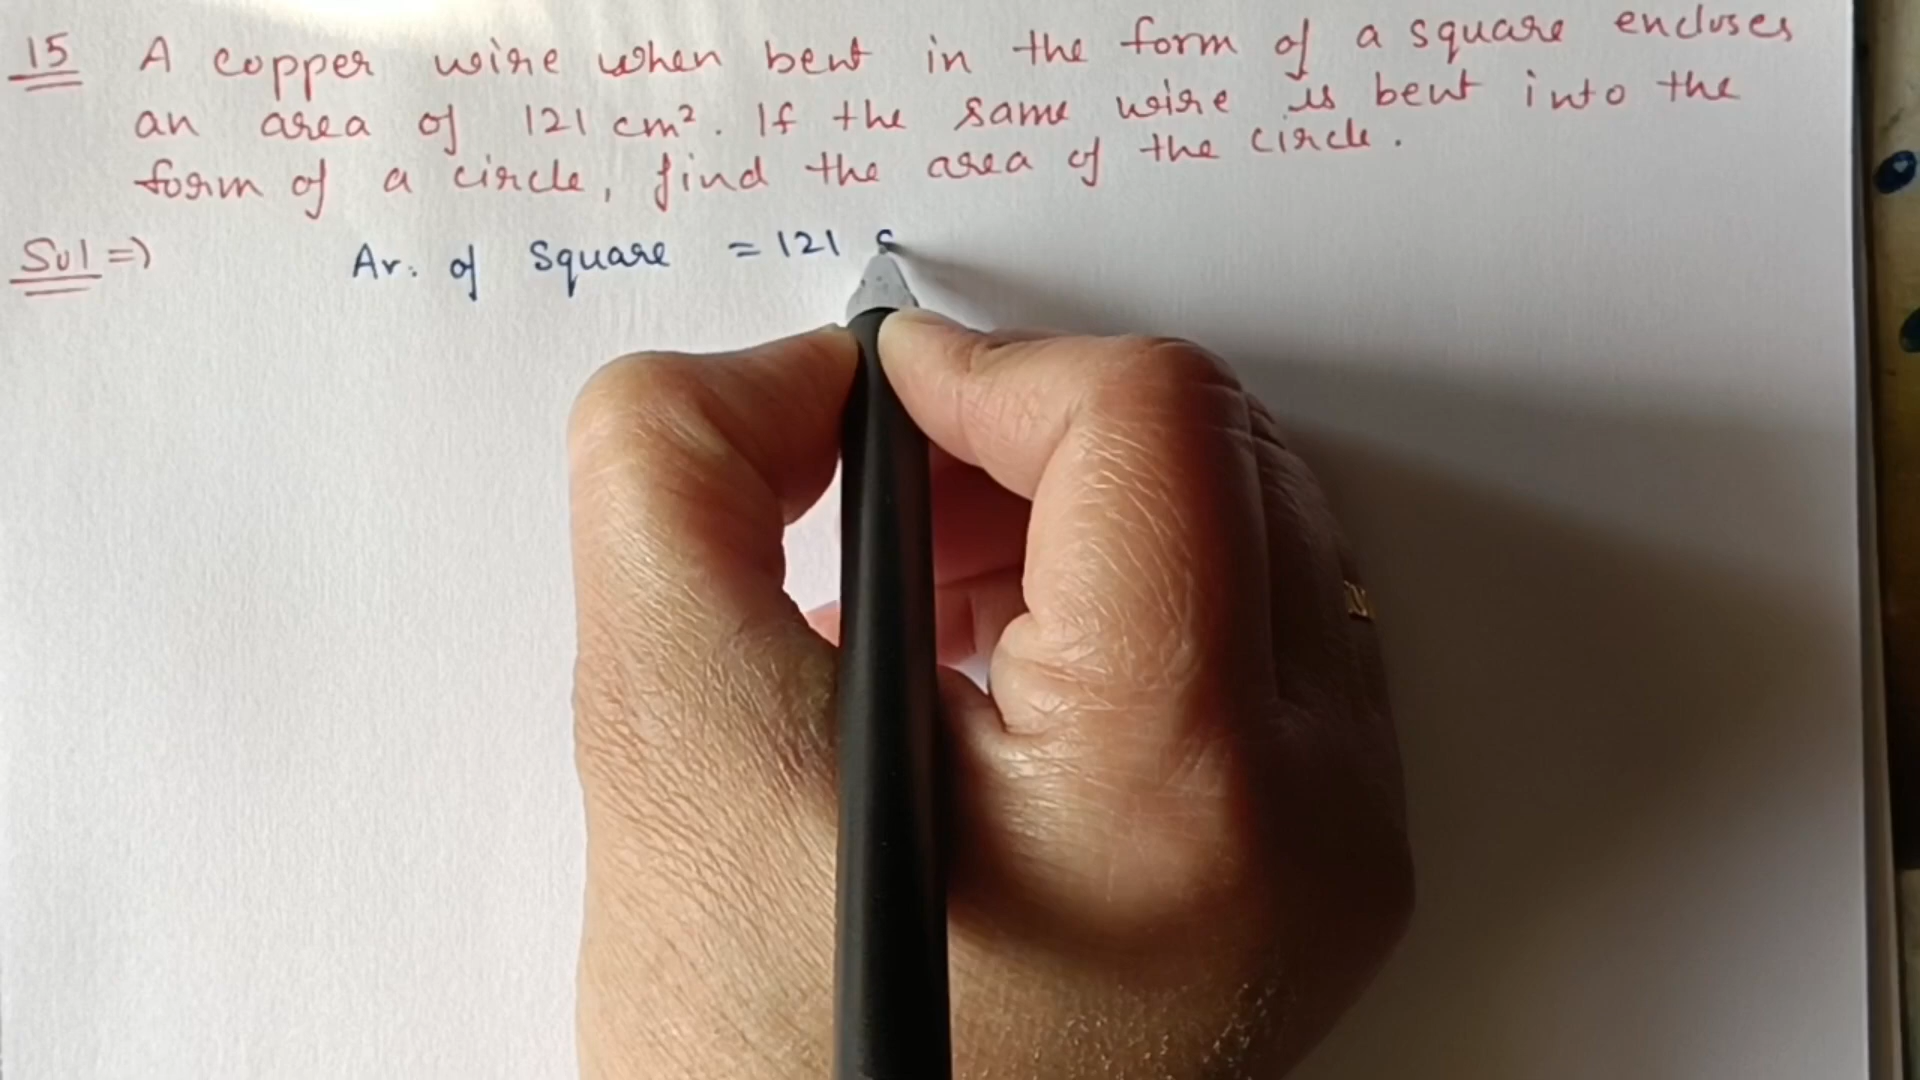 15 A copper wire when bent in the form of a square encloses
an area of 121 cm². If the same wire is bent into the
form of a circle, find the area of the circle.
Sol => Ar. of Square = 121